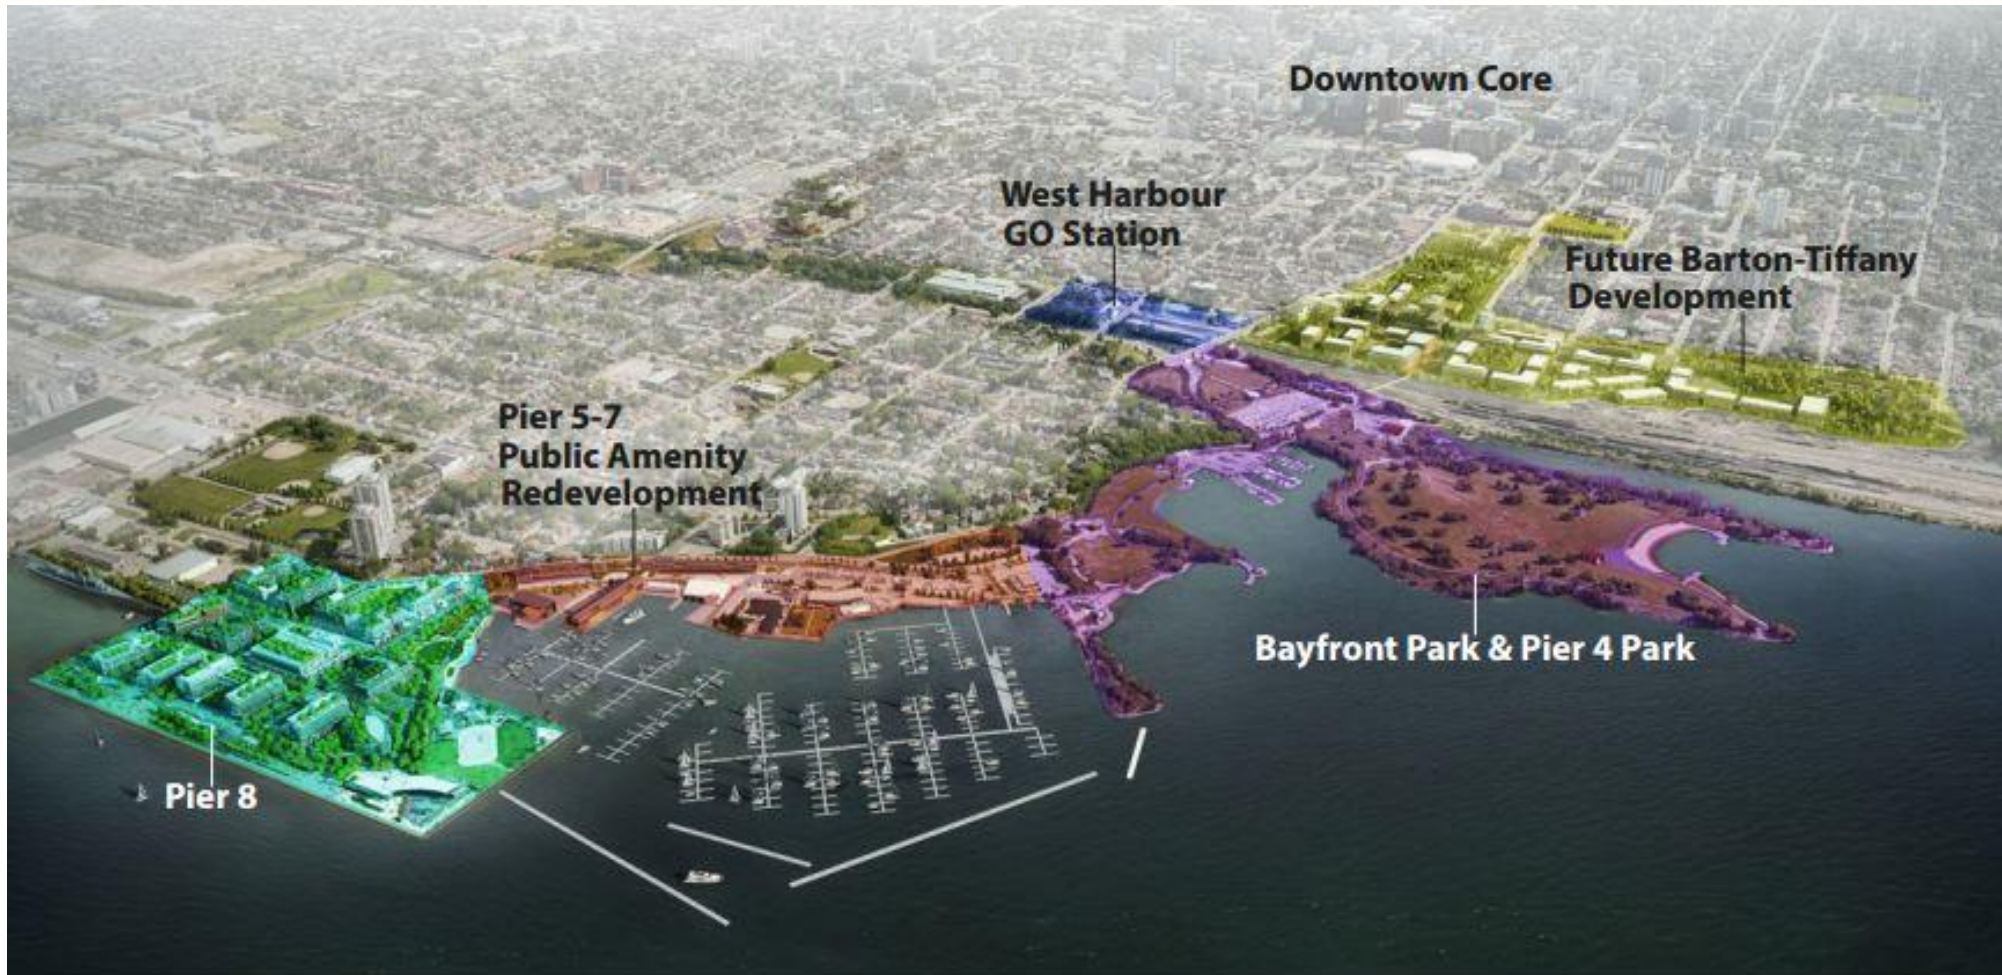 Downtown Core
West Harbour
GO Station
Future Barton-Tiffany
Development
Pier 5-7
Public Amenity
Redevelopment
Bayfront Park & Pier 4 Park
Pier 8